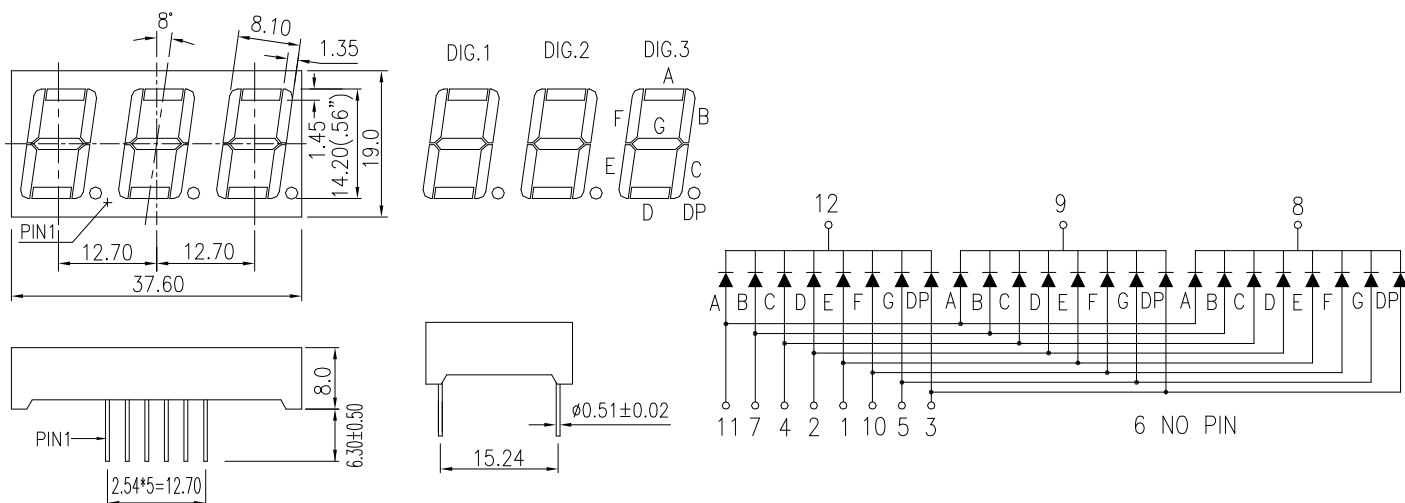 8°
8.10
1.35
1.45
14.20(.56")
19.0
PIN1
12.70
12.70
37.60
DIG.1
DIG.2
DIG.3
A
F
B
G
E
C
D
DP
12
9
8
A B C D E F G DP A B C D E F G DP A B C D E F G DP
11 7 4 2 1 10 5 3
6 NO PIN
8.0
PIN1
6.30±0.50
2.54*5=12.70
ø0.51±0.02
15.24